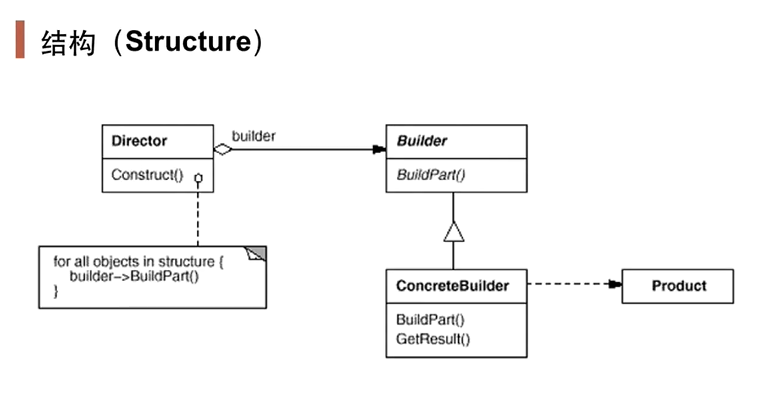 结构（Structure）
Director
Construct()
builder
Builder
BuildPart()
for all objects in structure {
builder->BuildPart()
}
ConcreteBuilder
BuildPart()
GetResult()
Product